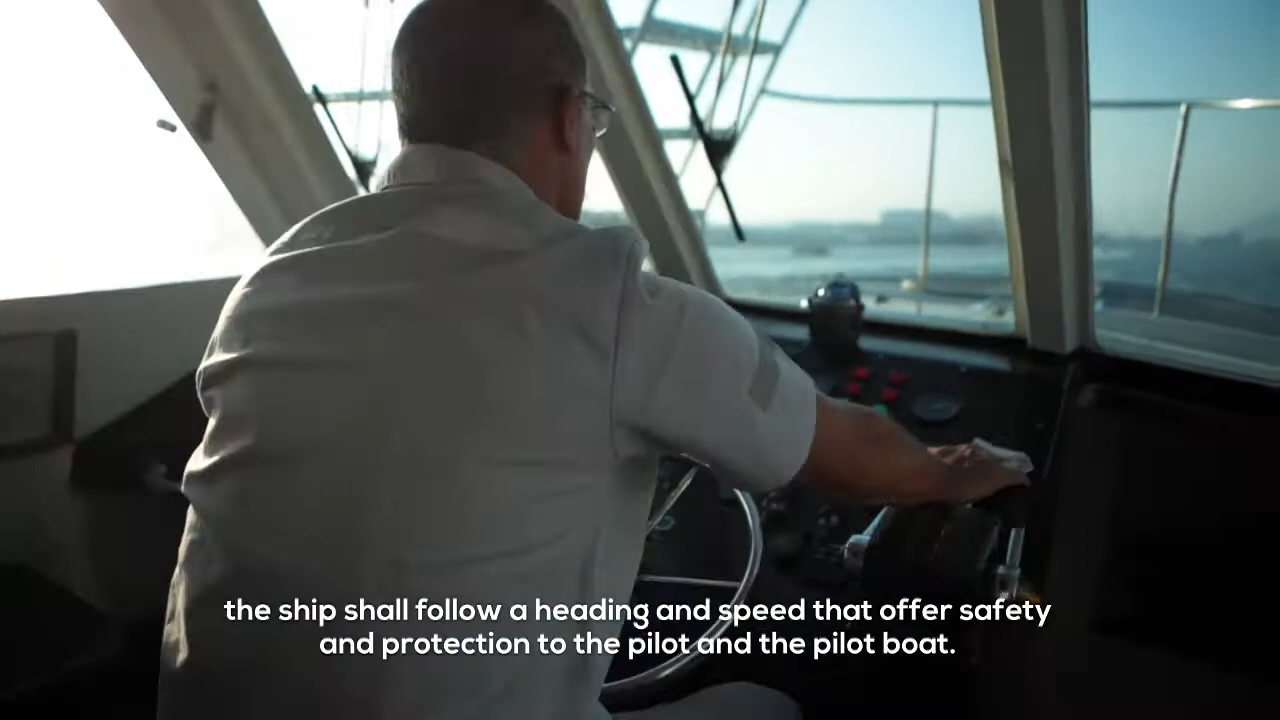 the ship shall follow a heading and speed that offer safety
and protection to the pilot and the pilot boat.